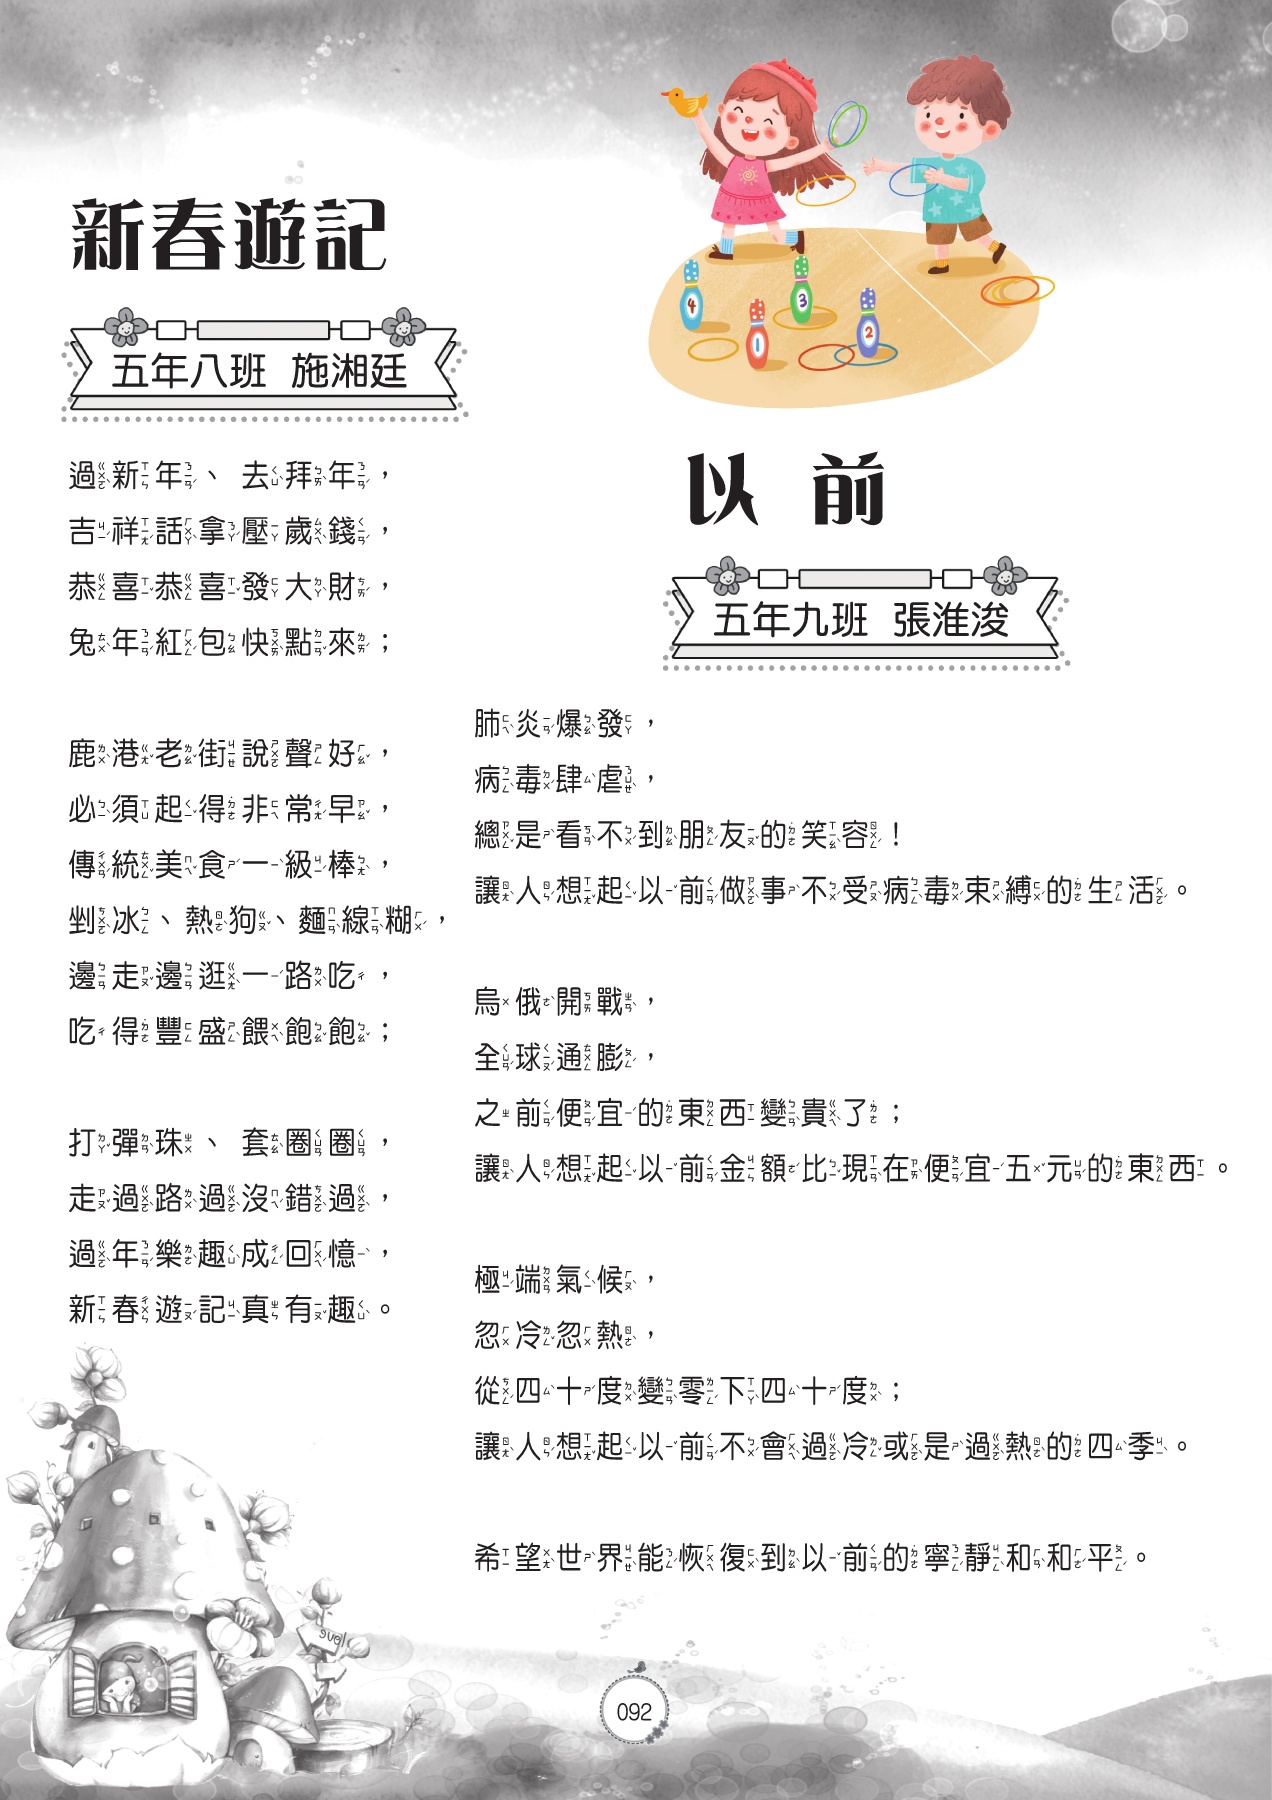 新春遊記
五年八班 施湘廷
過新年、 去拜年，
吉祥話拿壓歲錢，
恭喜恭喜發大財，
兔年紅包快點來；
鹿港老街說聲好，
必須起得非常早，
傳統美食一級棒，
剉冰、熱狗、麵線糊，
邊走邊逛一路吃，
吃得豐盛餵飽飽；
打彈珠、 套圈圈，
走過路過沒錯過，
過年樂趣成回憶，
新春遊記真有趣。
4
1
3
2
以 前
五年九班 張淮浚
肺炎爆發，
病毒肆虐，
總是看不到朋友的笑容！
讓人想起以前做事不受病毒束縛的生活。
烏俄開戰，
全球通膨，
之前便宜的東西變貴了；
讓人想起以前金額比現在便宜五元的東西。
極端氣候，
忽冷忽熱，
從四十度變零下四十度；
讓人想起以前不會過冷或是過熱的四季。
希望世界能恢復到以前的寧靜和和平。
092